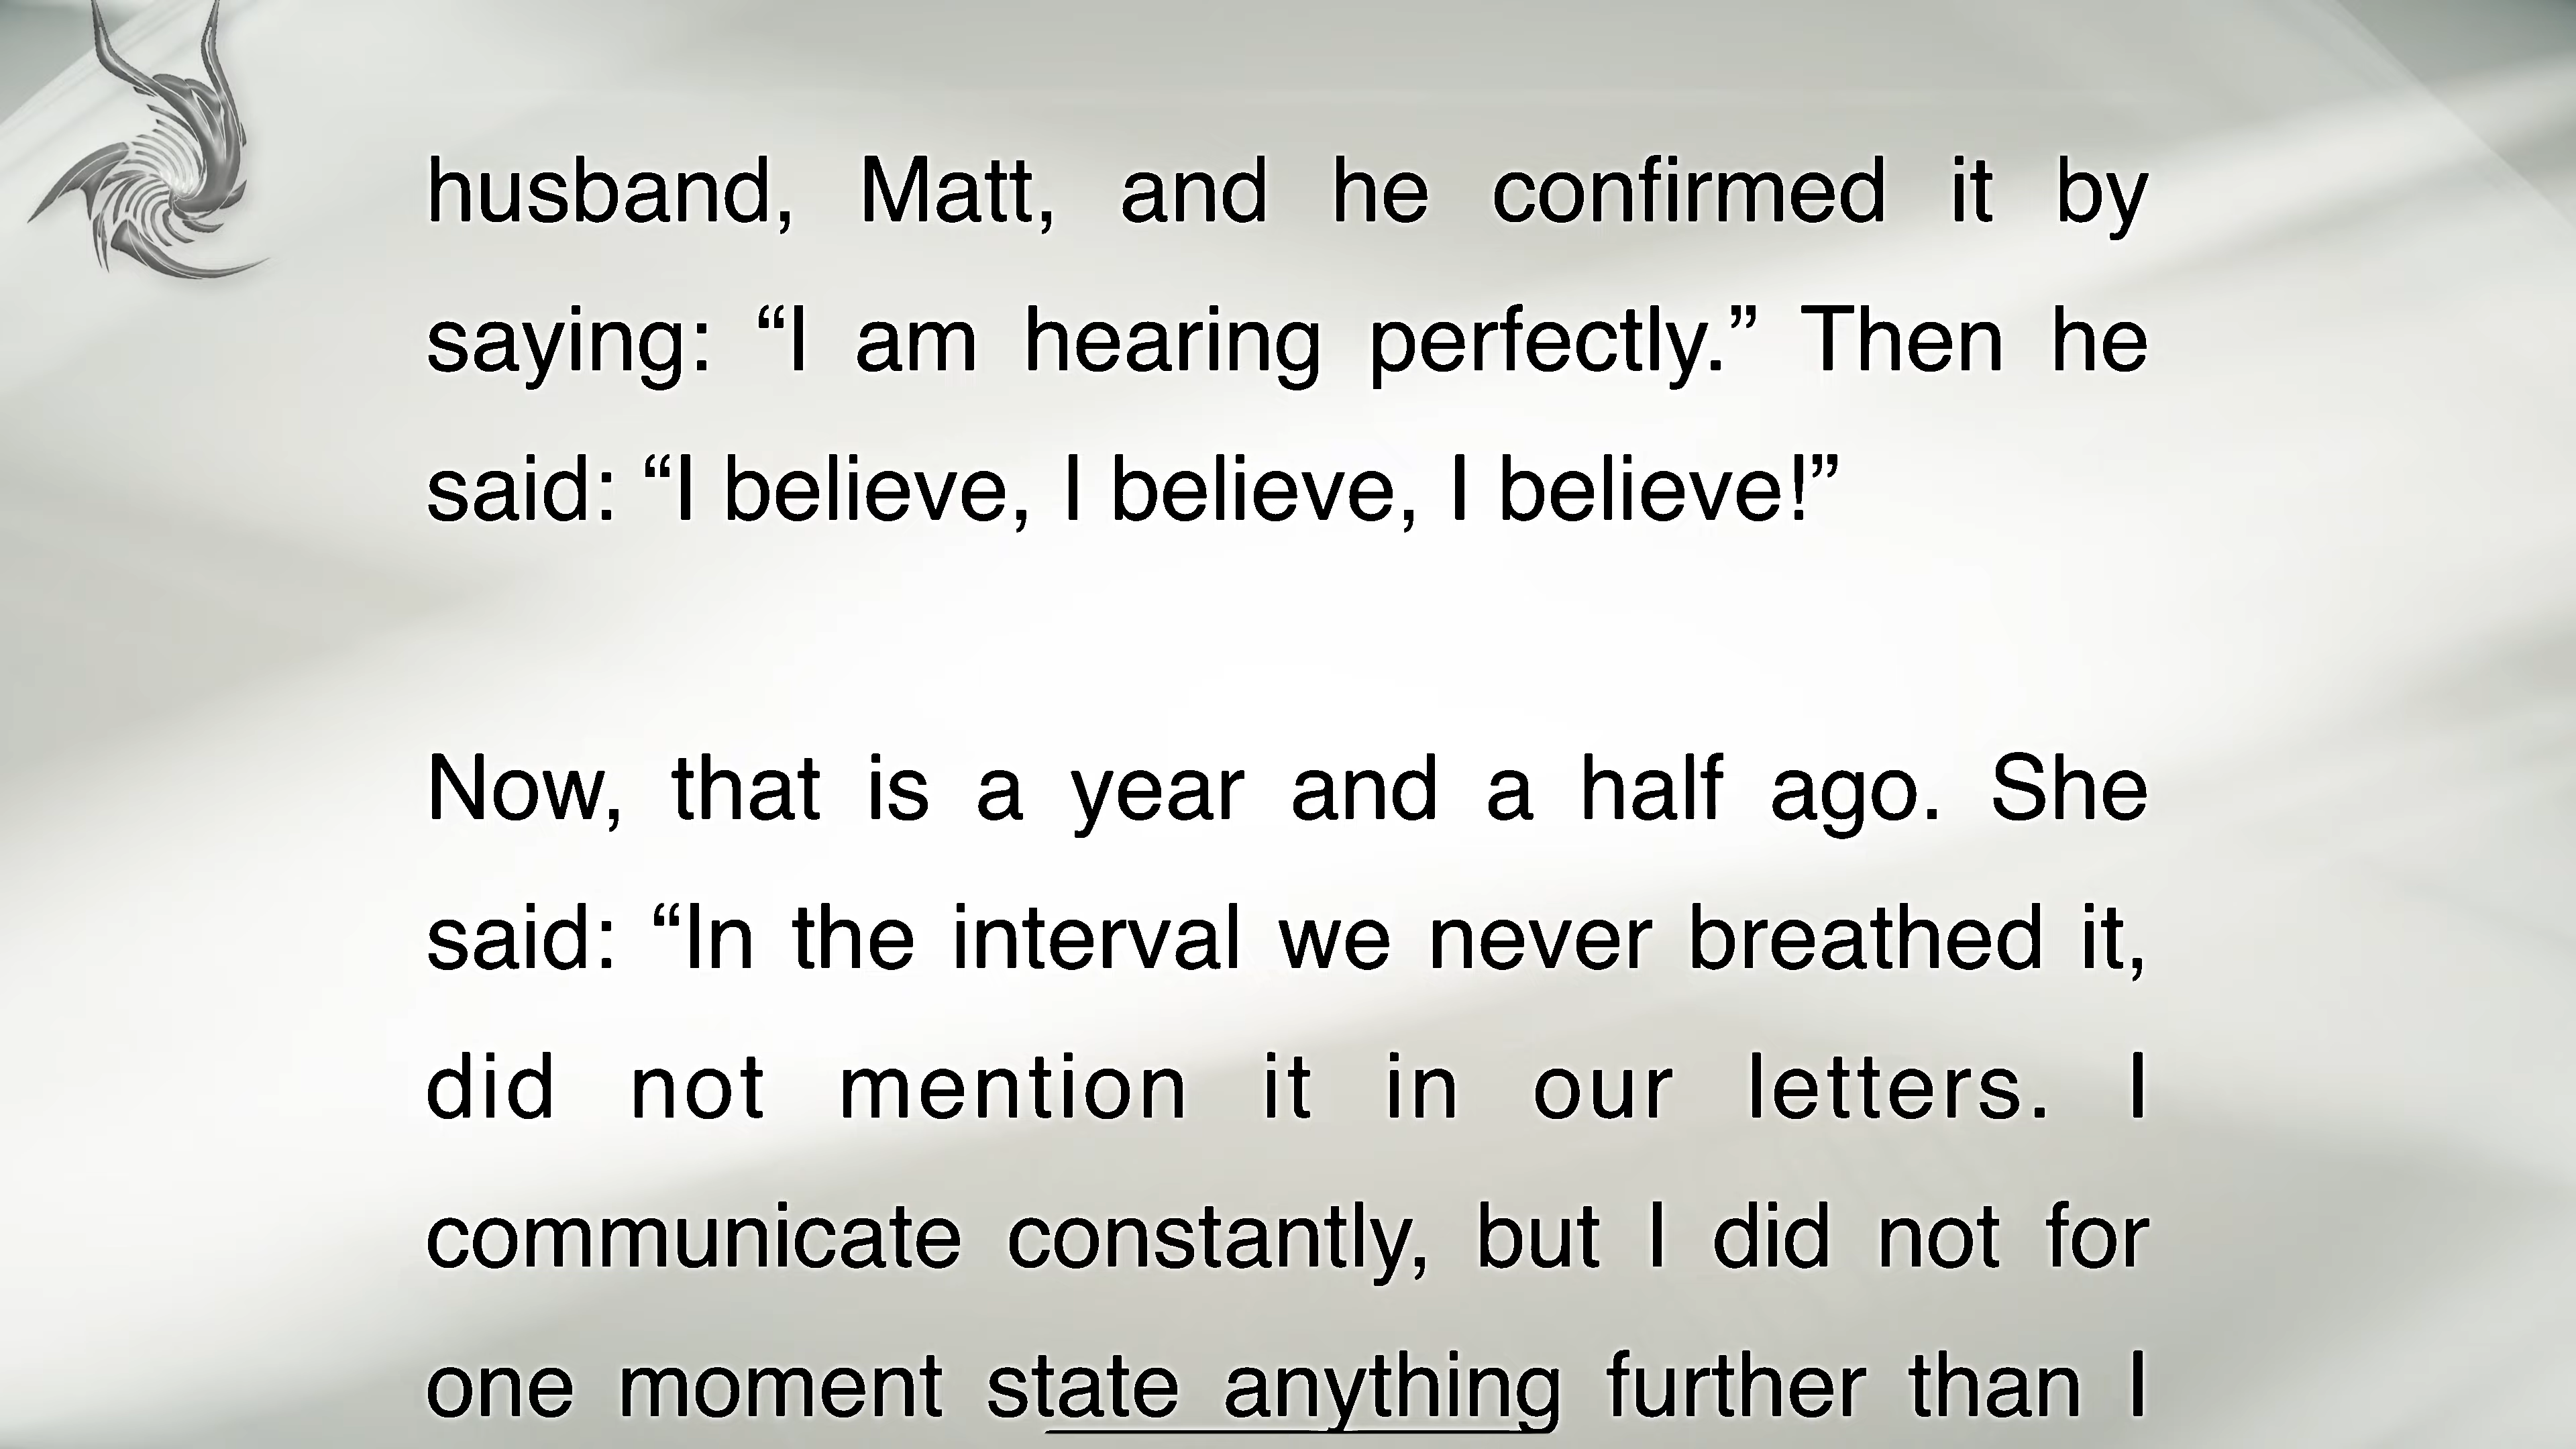 husband, Matt, and he confirmed it by
saying: “I am hearing perfectly.” Then he
said: “I believe, I believe, I believe!”
Now, that is a year and a half ago. She
said: “In the interval we never breathed it,
did not mention it in our letters. I
communicate constantly, but I did not for
one moment state anything further than I